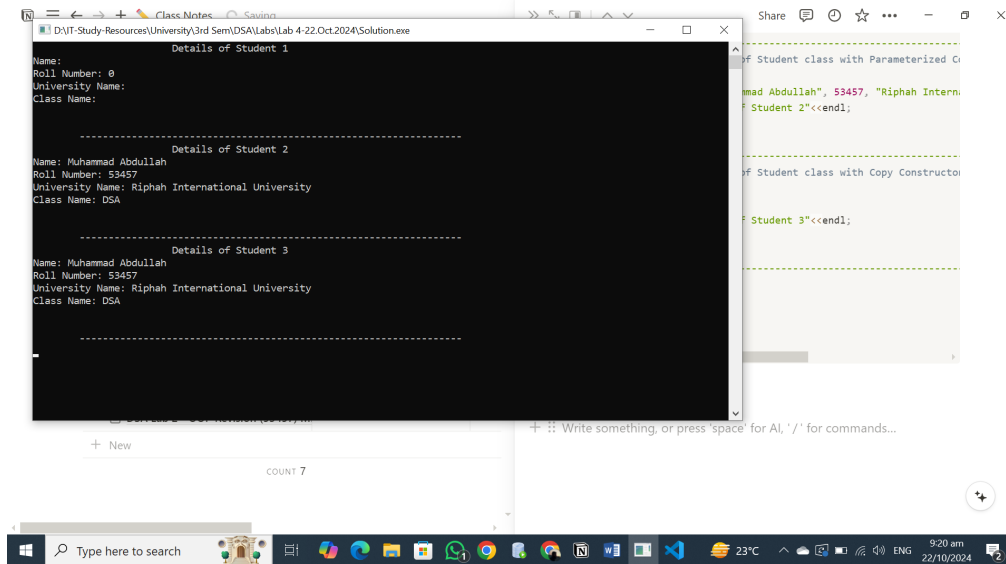 Class Notes
Saving
Share
D:\IT-Study-Resources\University\3rd Sem\DSA\Labs\Lab 4-22.Oct.2024\Solution.exe
Details of Student 1
Name:
Roll Number: 0
University Name:
Class Name:
---------------------------------------------------------------
Details of Student 2
Name: Muhammad Abdullah
Roll Number: 53457
University Name: Riphah International University
Class Name: DSA
---------------------------------------------------------------
Details of Student 3
Name: Muhammad Abdullah
Roll Number: 53457
University Name: Riphah International University
Class Name: DSA
---------------------------------------------------------------
of Student class with Parameterized
mmad Abdullah", 53457, "Riphah Interna
f Student 2"<<endl;
of Student class with Copy Constructo
f Student 3"<<endl;
Write something, or press 'space' for AI, '/' for commands...
New
COUNT 7
Type here to search
23°C
ENG
9:20 am
22/10/2024
2
1